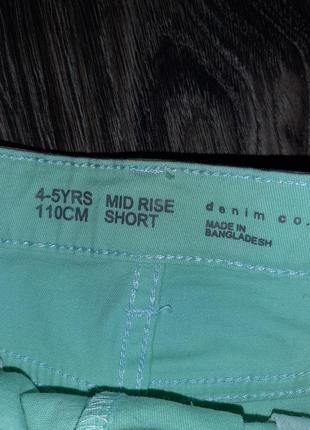 4-5YRS
110CM
MID RISE
SHORT
denim co.
MADE IN
BANGLADESH